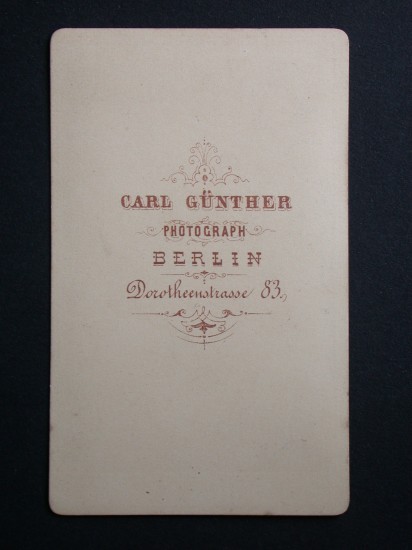 CARL GÜNTHER
PHOTOGRAPH
BERLIN
Dorotheenstrasse 83.